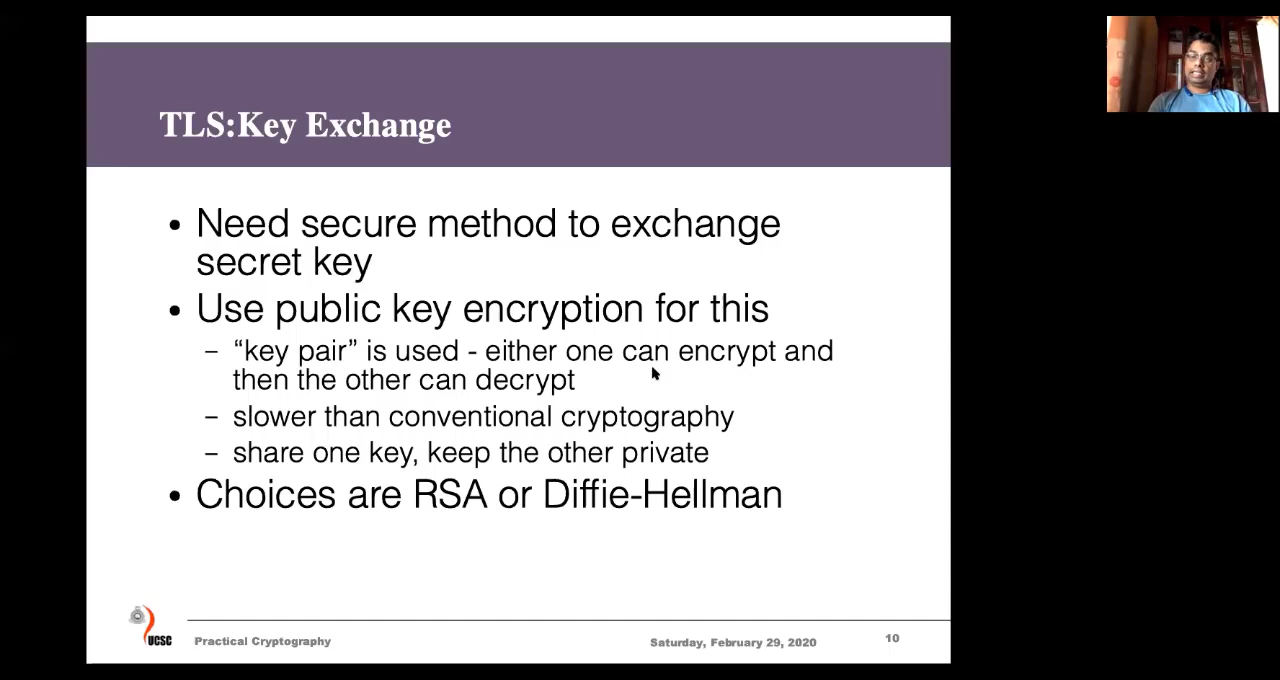 TLS:Key Exchange
• Need secure method to exchange
secret key
• Use public key encryption for this
– “key pair” is used - either one can encrypt and
then the other can decrypt
– slower than conventional cryptography
– share one key, keep the other private
• Choices are RSA or Diffie-Hellman
UCSC
Practical Cryptography
Saturday, February 29, 2020
10